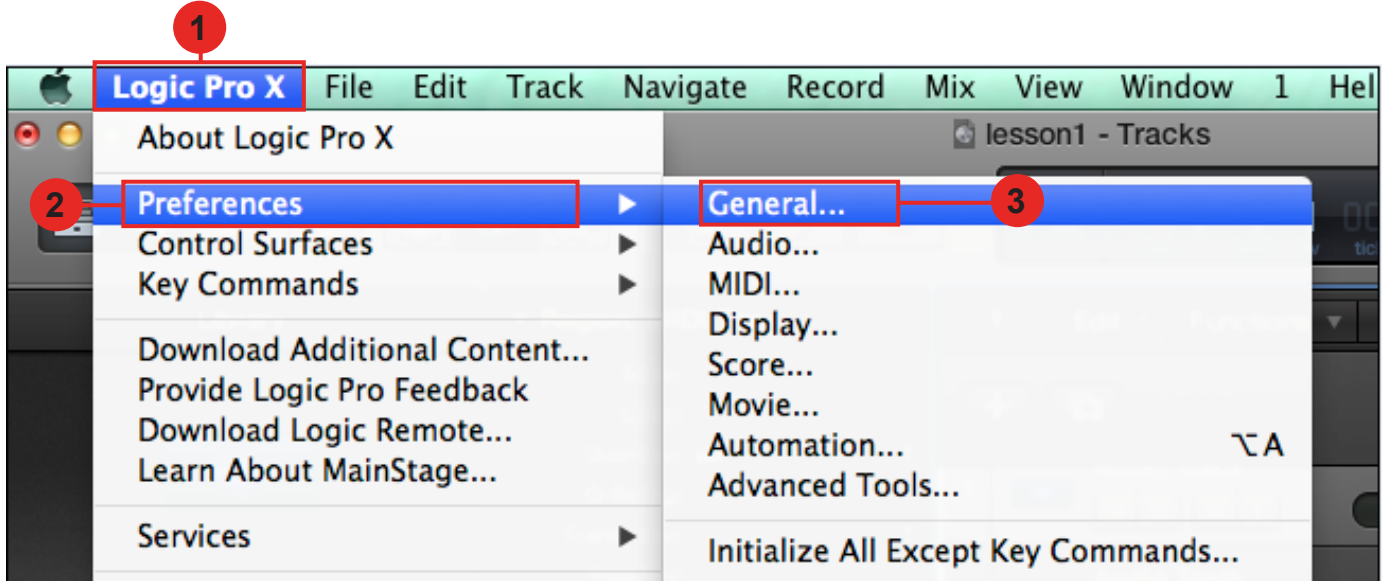 1
Logic Pro X File Edit Track Navigate Record Mix View Window 1 Hel
About Logic Pro X
lesson1 - Tracks
2
Preferences
General...
3
Control Surfaces
Audio...
Key Commands
MIDI...
Display...
Download Additional Content...
Score...
Provide Logic Pro Feedback
Movie...
Download Logic Remote...
Automation... ⌥A
Learn About MainStage...
Advanced Tools...
Services
Initialize All Except Key Commands...